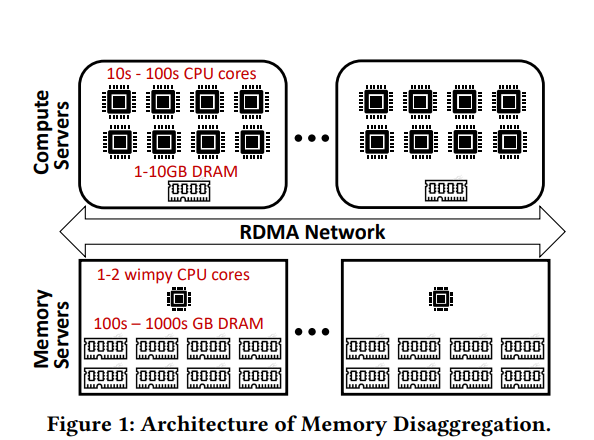 Compute
Servers
10s - 100s CPU cores
1-10GB DRAM
RDMA Network
Memory
Servers
1-2 wimpy CPU cores
100s – 1000s GB DRAM
Figure 1: Architecture of Memory Disaggregation.